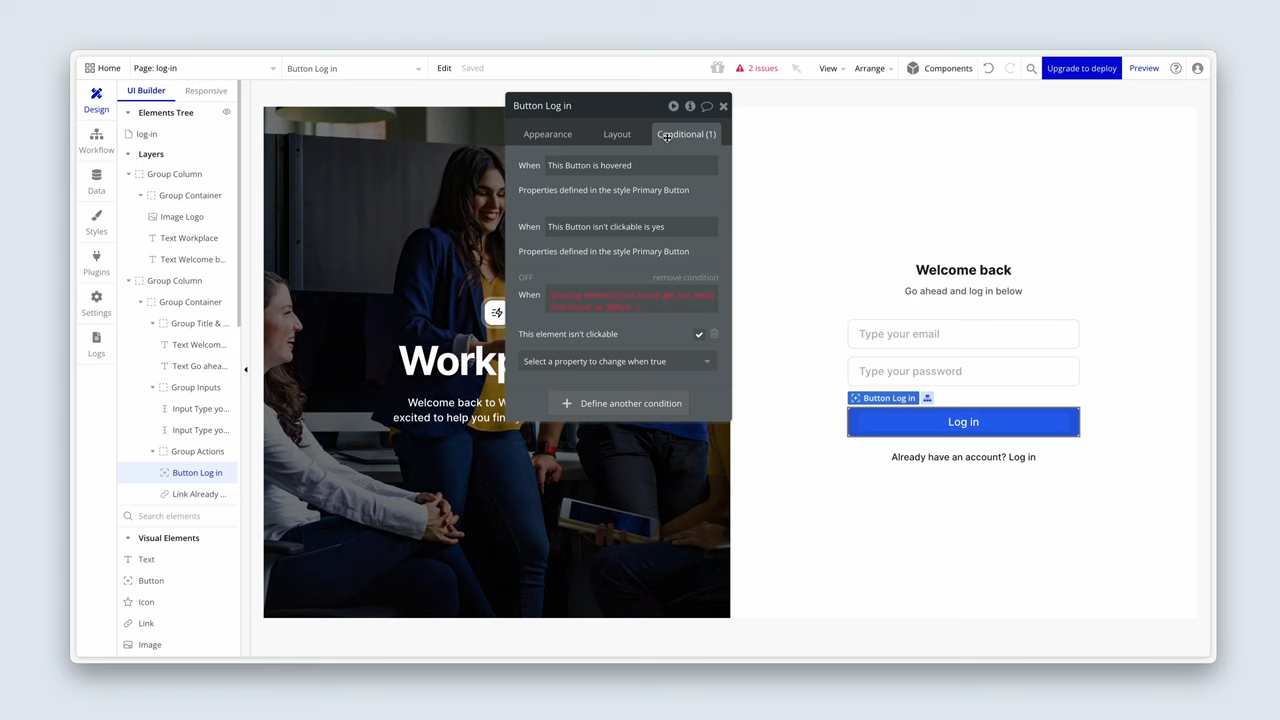 Home
Page: log-in
Button Log in
Edit
Saved
2 issues
View
Arrange
Components
Upgrade to deploy
Preview
Design
Workflow
Data
Styles
Plugins
Settings
Logs
UI Builder
Responsive
Elements Tree
log-in
Layers
Group Column
Group Container
Image Logo
Text Workplace
Text Welcome b...
Group Column
Group Container
Group Title & ...
Text Welcom...
Text Go ahea...
Group Inputs
Input Type yo...
Input Type yo...
Group Actions
Button Log in
Link Already ...
Search elements
Visual Elements
Text
Button
Icon
Link
Image
Workp
Welcome back to W
excited to help you fin
Button Log in
Appearance
Layout
Conditional (1)
When This Button is hovered
Properties defined in the style Primary Button
When This Button isn't clickable is yes
Properties defined in the style Primary Button
OFF
remove condition
When
This element isn't clickable
Select a property to change when true
Define another condition
Welcome back
Go ahead and log in below
Type your email
Type your password
Button Log in
Log in
Already have an account? Log in